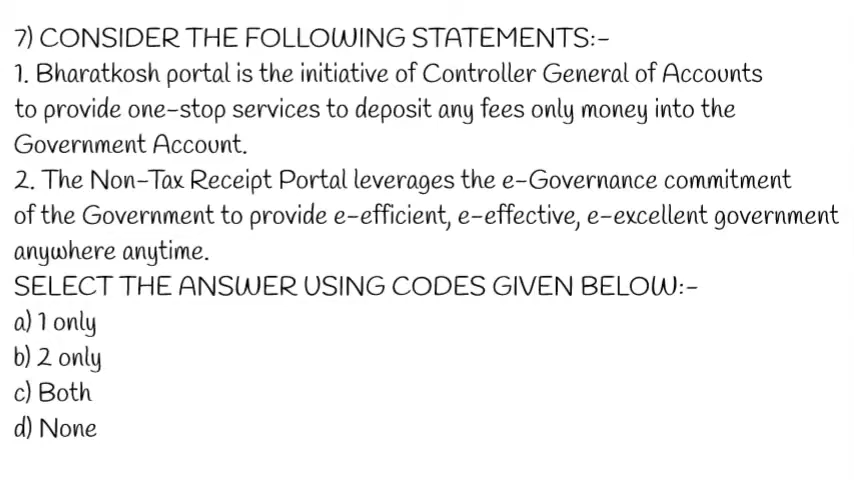 7) CONSIDER THE FOLLOWING STATEMENTS:-
1. Bharatkosh portal is the initiative of Controller General of Accounts
to provide one-stop services to deposit any fees only money into the
Government Account.
2. The Non-Tax Receipt Portal leverages the e-Governance commitment
of the Government to provide e-efficient, e-effective, e-excellent government
anywhere anytime.
SELECT THE ANSWER USING CODES GIVEN BELOW:-
a) 1 only
b) 2 only
c) Both
d) None